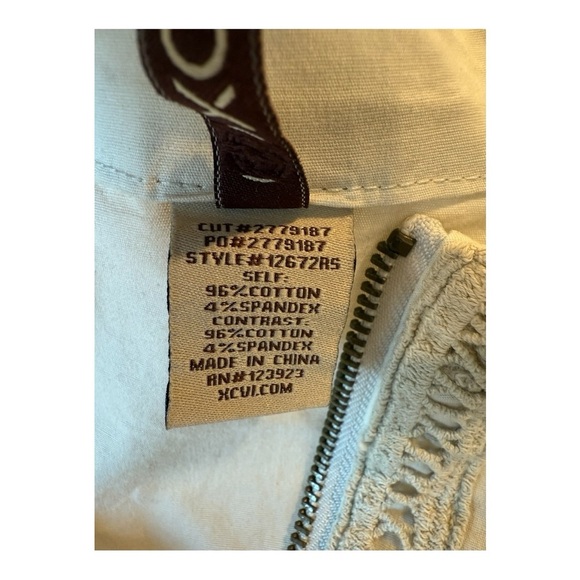 XC
CUT#2779187
PO#2779187
STYLE#12672RS
SELF:
96%COTTON
4%SPANDEX
CONTRAST:
96%COTTON
4%SPANDEX
MADE IN CHINA
RN#123923
XCVI.COM